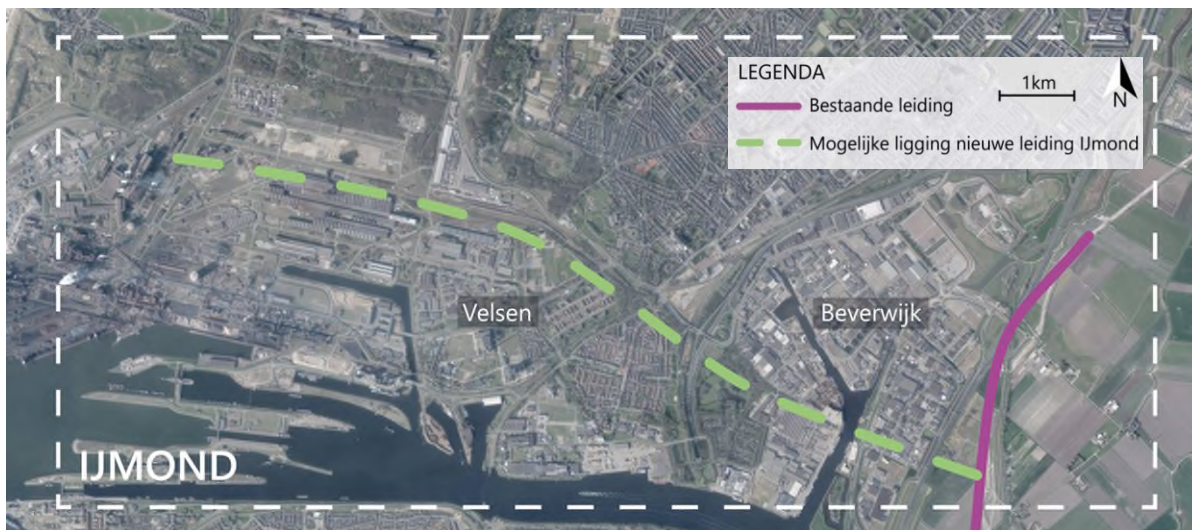 LEGENDA
1km
Bestaande leiding
N
Mogelijke ligging nieuwe leiding IJmond
Velsen
Beverwijk
IJMOND